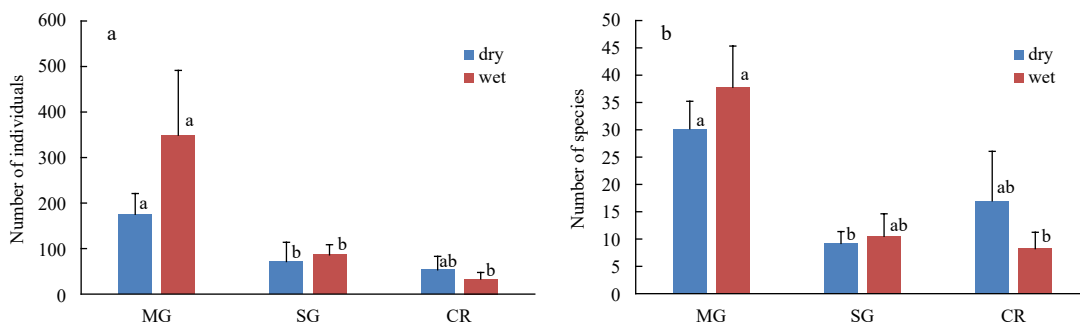 a
Number of individuals
600
500
400
300
200
100
0
dry
wet
a
a
b
b
ab
b
MG
SG
CR
b
Number of species
50
45
40
35
30
25
20
15
10
5
0
dry
wet
a
a
b
ab
ab
b
MG
SG
CR